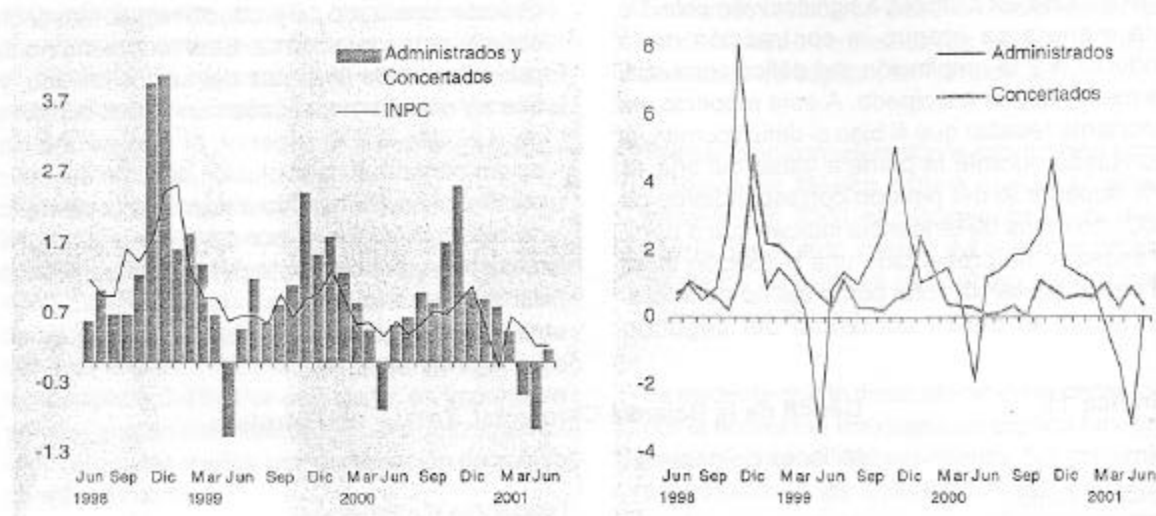 Administrados y
Concertados
INPC
3.7
2.7
1.7
0.7
-0.3
-1.3
Jun Sep Dic Mar Jun Sep Dic Mar Jun Sep Dic Mar Jun
1998 1999 2000 2001
Administrados
Concertados
8
6
4
2
0
-2
-4
Jun Sep Dic Mar Jun Sep Dic Mar Jun Sep Dic Mar Jun
1998 1999 2000 2001